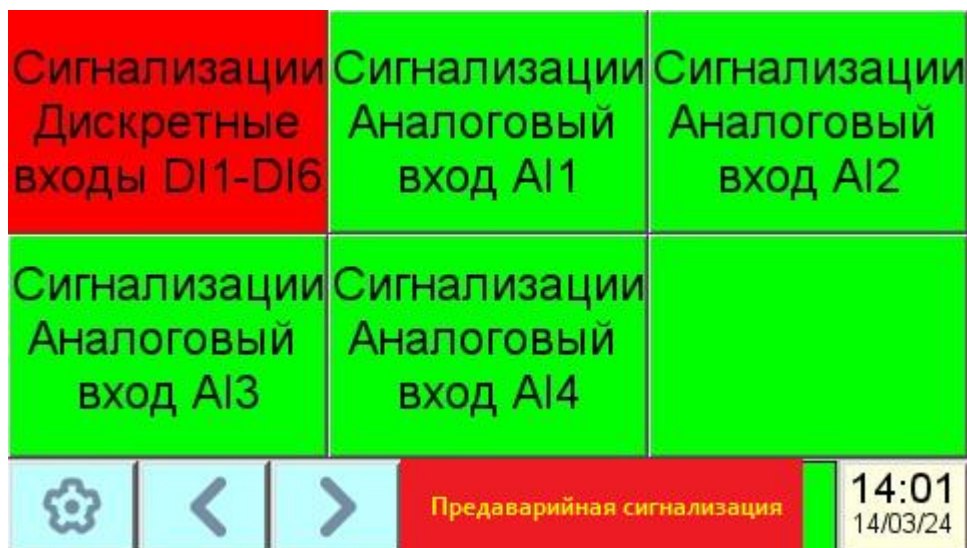 Сигнализации
Дискретные
входы DI1-DI6
Сигнализации
Аналоговый
вход AI1
Сигнализации
Аналоговый
вход AI2
Сигнализации
Аналоговый
вход AI3
Сигнализации
Аналоговый
вход AI4
Предаварийная сигнализация
14:01
14/03/24